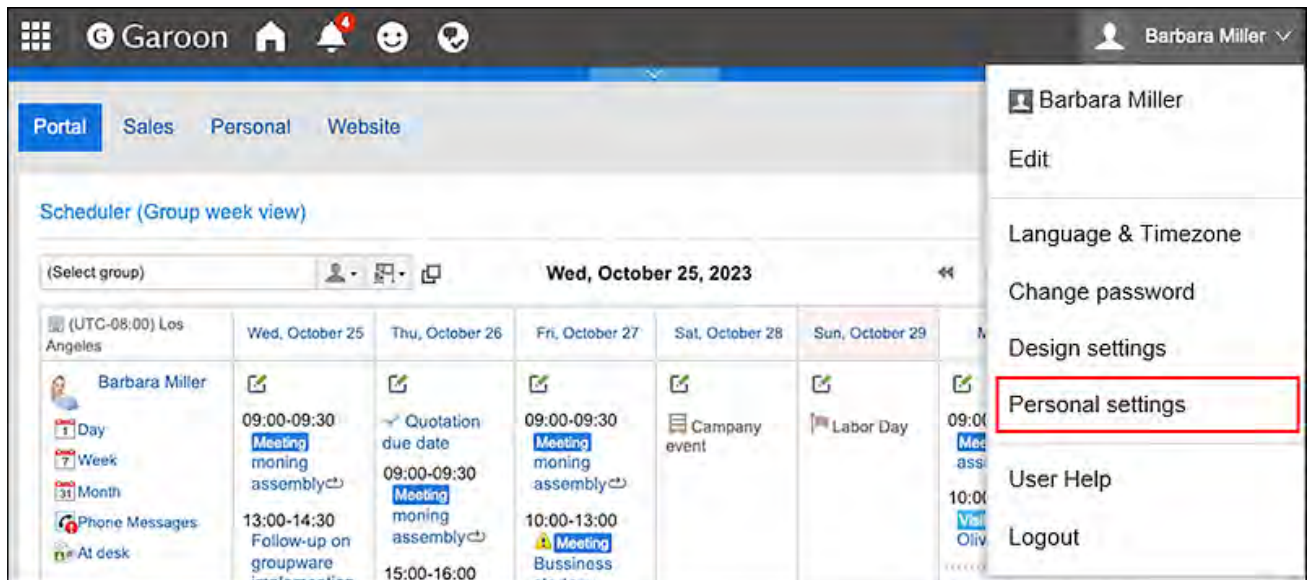 Garoon
4
Barbara Miller
Portal Sales Personal Website
Scheduler (Group week view)
(Select group)
Wed, October 25, 2023
(UTC-08:00) Los
Angeles
Wed, October 25
Thu, October 26
Fri, October 27
Sat, October 28
Sun, October 29
Barbara Miller
1 Day
7 Week
31 Month
Phone Messages
At desk
09:00-09:30
Meeting
moning
assembly
13:00-14:30
Follow-up on
groupware
Quotation
due date
09:00-09:30
Meeting
moning
assembly
15:00-16:00
09:00-09:30
Meeting
moning
assembly
10:00-13:00
Meeting
Bussiness
Campany
event
Labor Day
Barbara Miller
Edit
Language & Timezone
Change password
Design settings
Personal settings
User Help
Logout